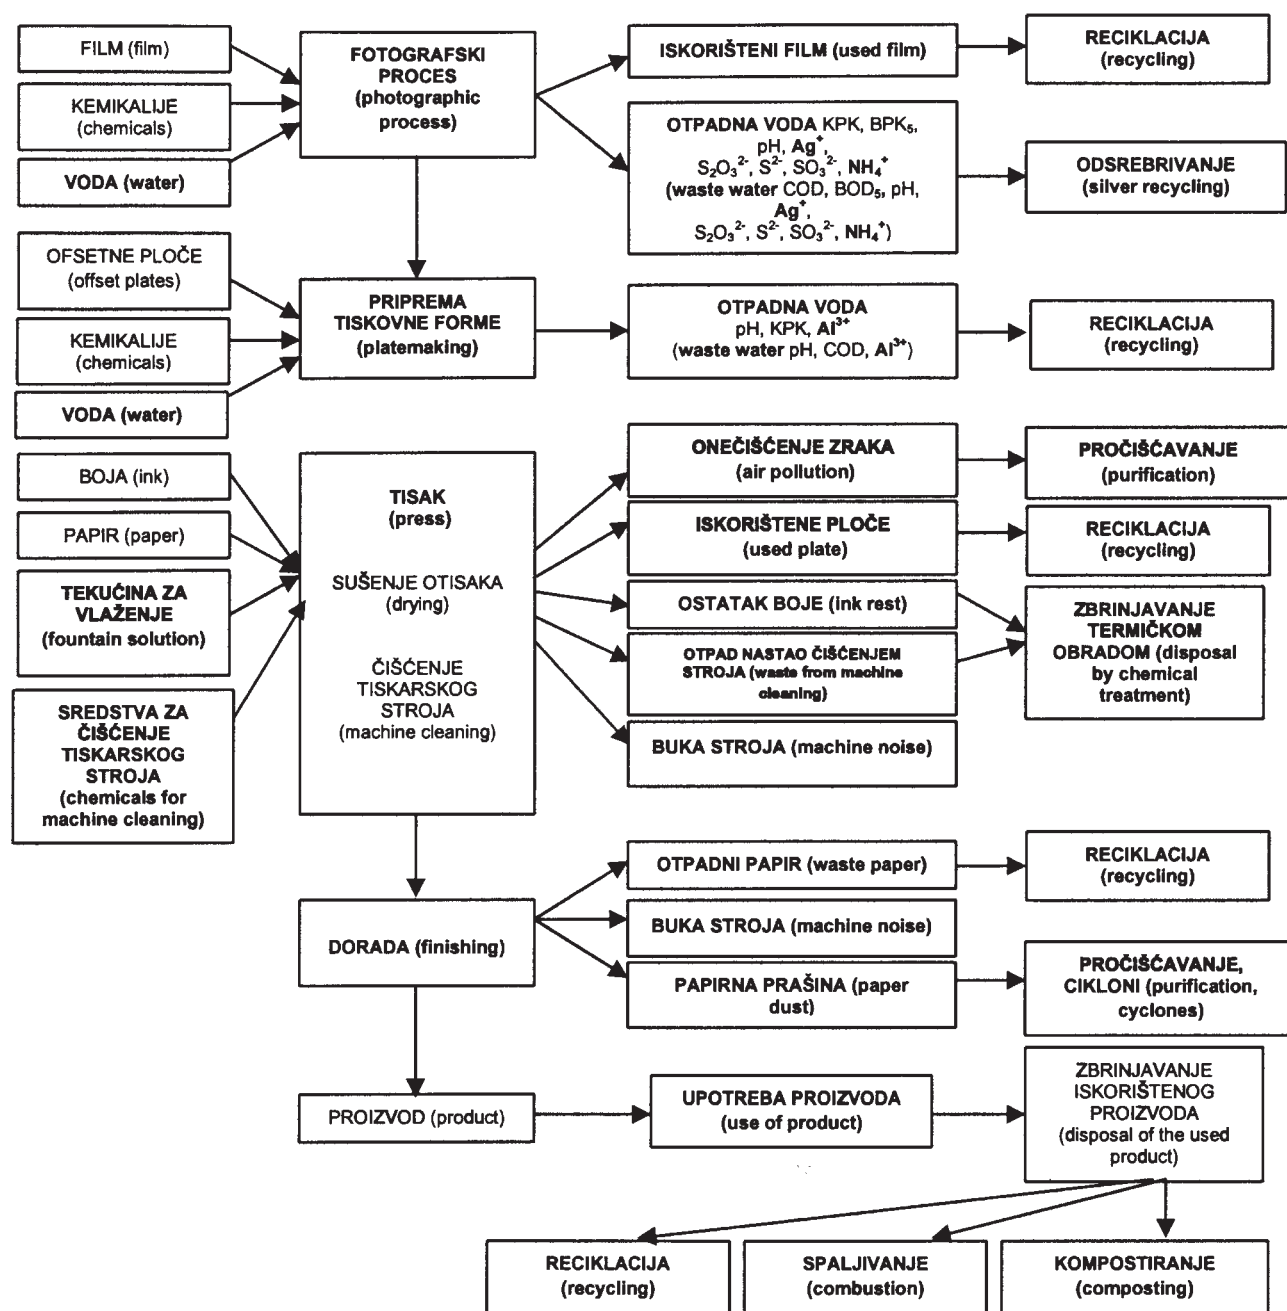 FILM (film)
KEMIKALIJE
(chemicals)
VODA (water)
FOTOGRAFSKI
PROCES
(photographic
process)
ISKORIŠTENI FILM (used film)
RECIKLACIJA
(recycling)
OTPADNA VODA KPK, BPK₅,
pH, Ag⁺,
S₂O₃²⁻, S²⁻, SO₃²⁻, NH₄⁺
(waste water COD, BOD₅, pH,
Ag⁺,
S₂O₃²⁻, S²⁻, SO₃²⁻, NH₄⁺)
ODSREBRIVANJE
(silver recycling)
OFSETNE PLOČE
(offset plates)
KEMIKALIJE
(chemicals)
VODA (water)
PRIPREMA
TISKOVNE FORME
(platemaking)
OTPADNA VODA
pH, KPK, Al³⁺
(waste water pH, COD, Al³⁺)
RECIKLACIJA
(recycling)
BOJA (ink)
PAPIR (paper)
TEKUĆINA ZA
VLAŽENJE
(fountain solution)
SREDSTVA ZA
ČIŠĆENJE
TISKARSKOG
STROJA
(chemicals for
machine cleaning)
TISAK
(press)
SUŠENJE OTISAKA
(drying)
ČIŠĆENJE
TISKARSKOG
STROJA
(machine cleaning)
ONEČIŠĆENJE ZRAKA
(air pollution)
PROČIŠĆAVANJE
(purification)
ISKORIŠTENE PLOČE
(used plate)
RECIKLACIJA
(recycling)
OSTATAK BOJE (ink rest)
OTPAD NASTAO ČIŠĆENJEM
STROJA (waste from machine
cleaning)
ZBRINJAVANJE
TERMIČKOM
OBRADOM (disposal
by chemical
treatment)
BUKA STROJA (machine noise)
DORADA (finishing)
OTPADNI PAPIR (waste paper)
RECIKLACIJA
(recycling)
BUKA STROJA (machine noise)
PAPIRNA PRAŠINA (paper
dust)
PROČIŠĆAVANJE,
CIKLONI (purification,
cyclones)
PROIZVOD (product)
UPOTREBA PROIZVODA
(use of product)
ZBRINJAVANJE
ISKORIŠTENOG
PROIZVODA
(disposal of the used
product)
RECIKLACIJA
(recycling)
SPALJIVANJE
(combustion)
KOMPOSTIRANJE
(composting)